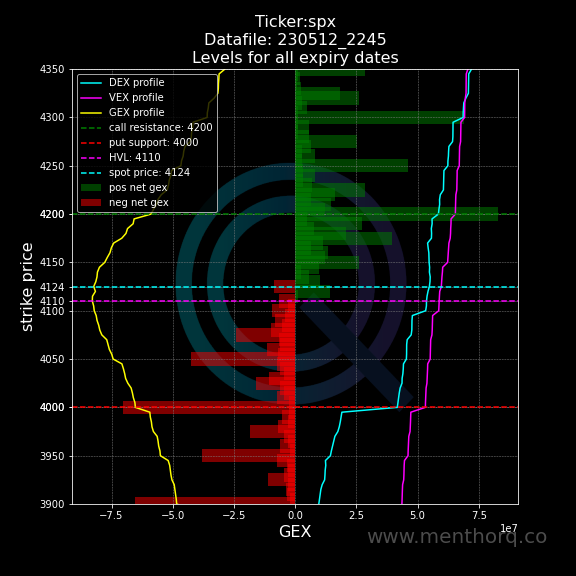 Ticker:spx
Datafile: 230512_2245
Levels for all expiry dates
DEX profile
VEX profile
GEX profile
call resistance: 4200
put support: 4000
HVL: 4110
spot price: 4124
pos net gex
neg net gex
strike price
4350
4300
4250
4200
4150
4124
4110
4100
4050
4000
3950
3900
−7.5
−5.0
−2.5
0.0
2.5
5.0
7.5
1e7
GEX
www.menthorq.co